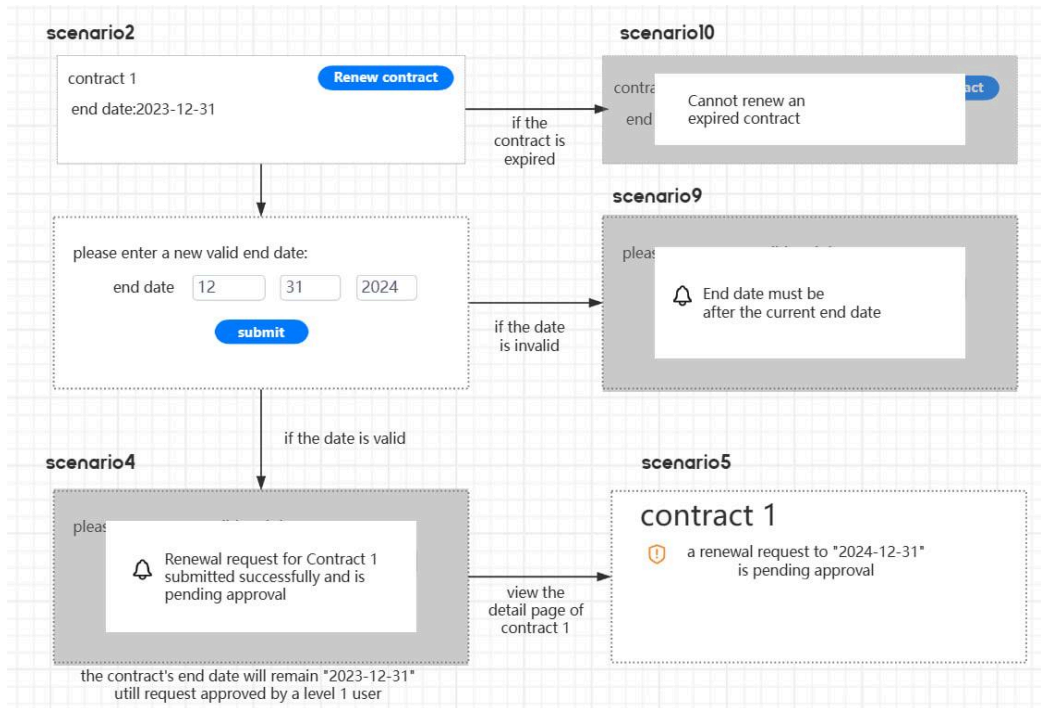 scenario2
contract 1
Renew contract
end date:2023-12-31
if the
contract is
expired
scenario10
contra
act
end
Cannot renew an
expired contract
please enter a new valid end date:
end date 12 31 2024
submit
if the date
is invalid
scenario9
pleas
End date must be
after the current end date
if the date is valid
scenario4
pleas
Renewal request for Contract 1
submitted successfully and is
pending approval
the contract's end date will remain "2023-12-31"
utill request approved by a level 1 user
view the
detail page of
contract 1
scenario5
contract 1
a renewal request to "2024-12-31"
is pending approval